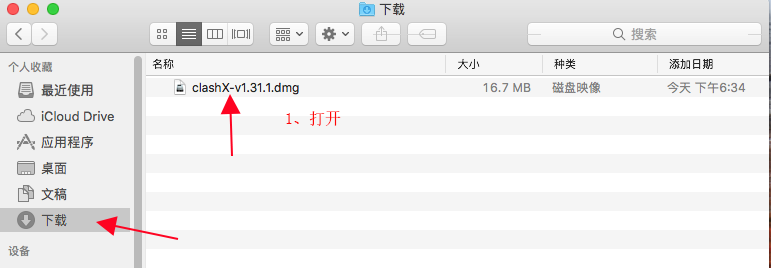 下载
搜索
名称 大小 种类 添加日期
clashX-v1.31.1.dmg 16.7 MB 磁盘映像 今天 下午6:34
1、打开
个人收藏
最近使用
iCloud Drive
应用程序
桌面
文稿
下载
设备